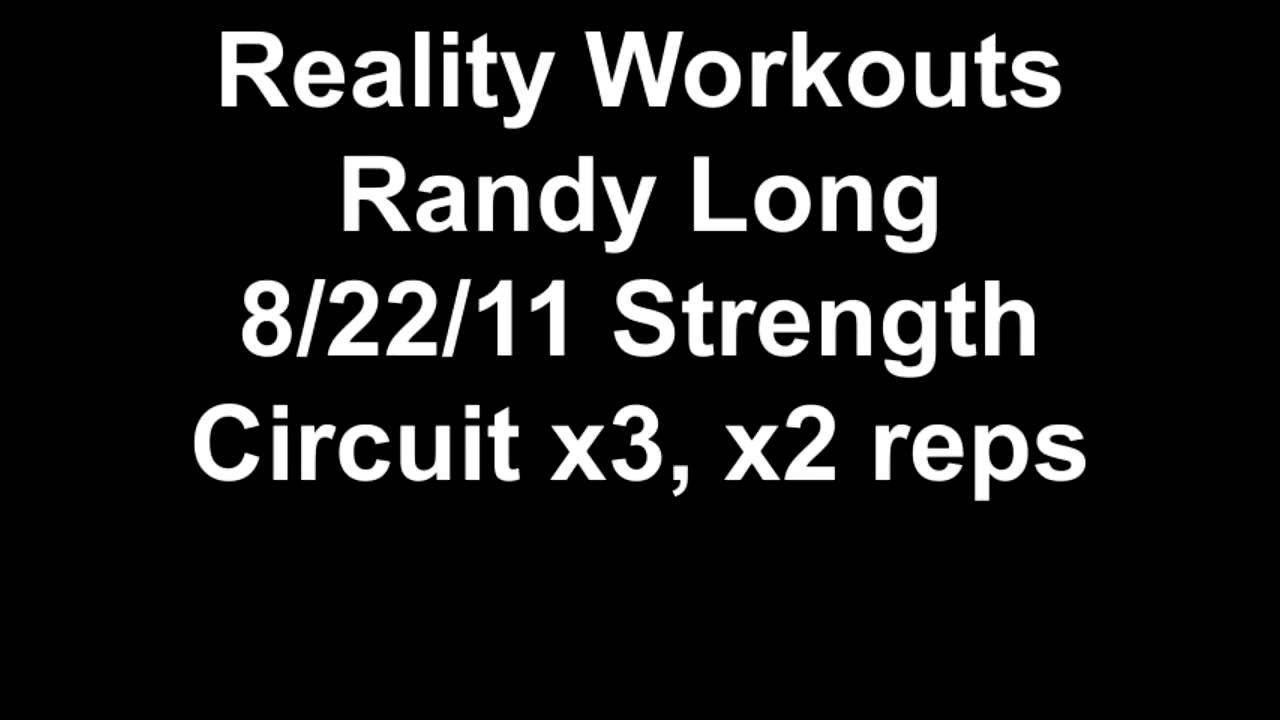 Reality Workouts
Randy Long
8/22/11 Strength
Circuit x3, x2 reps